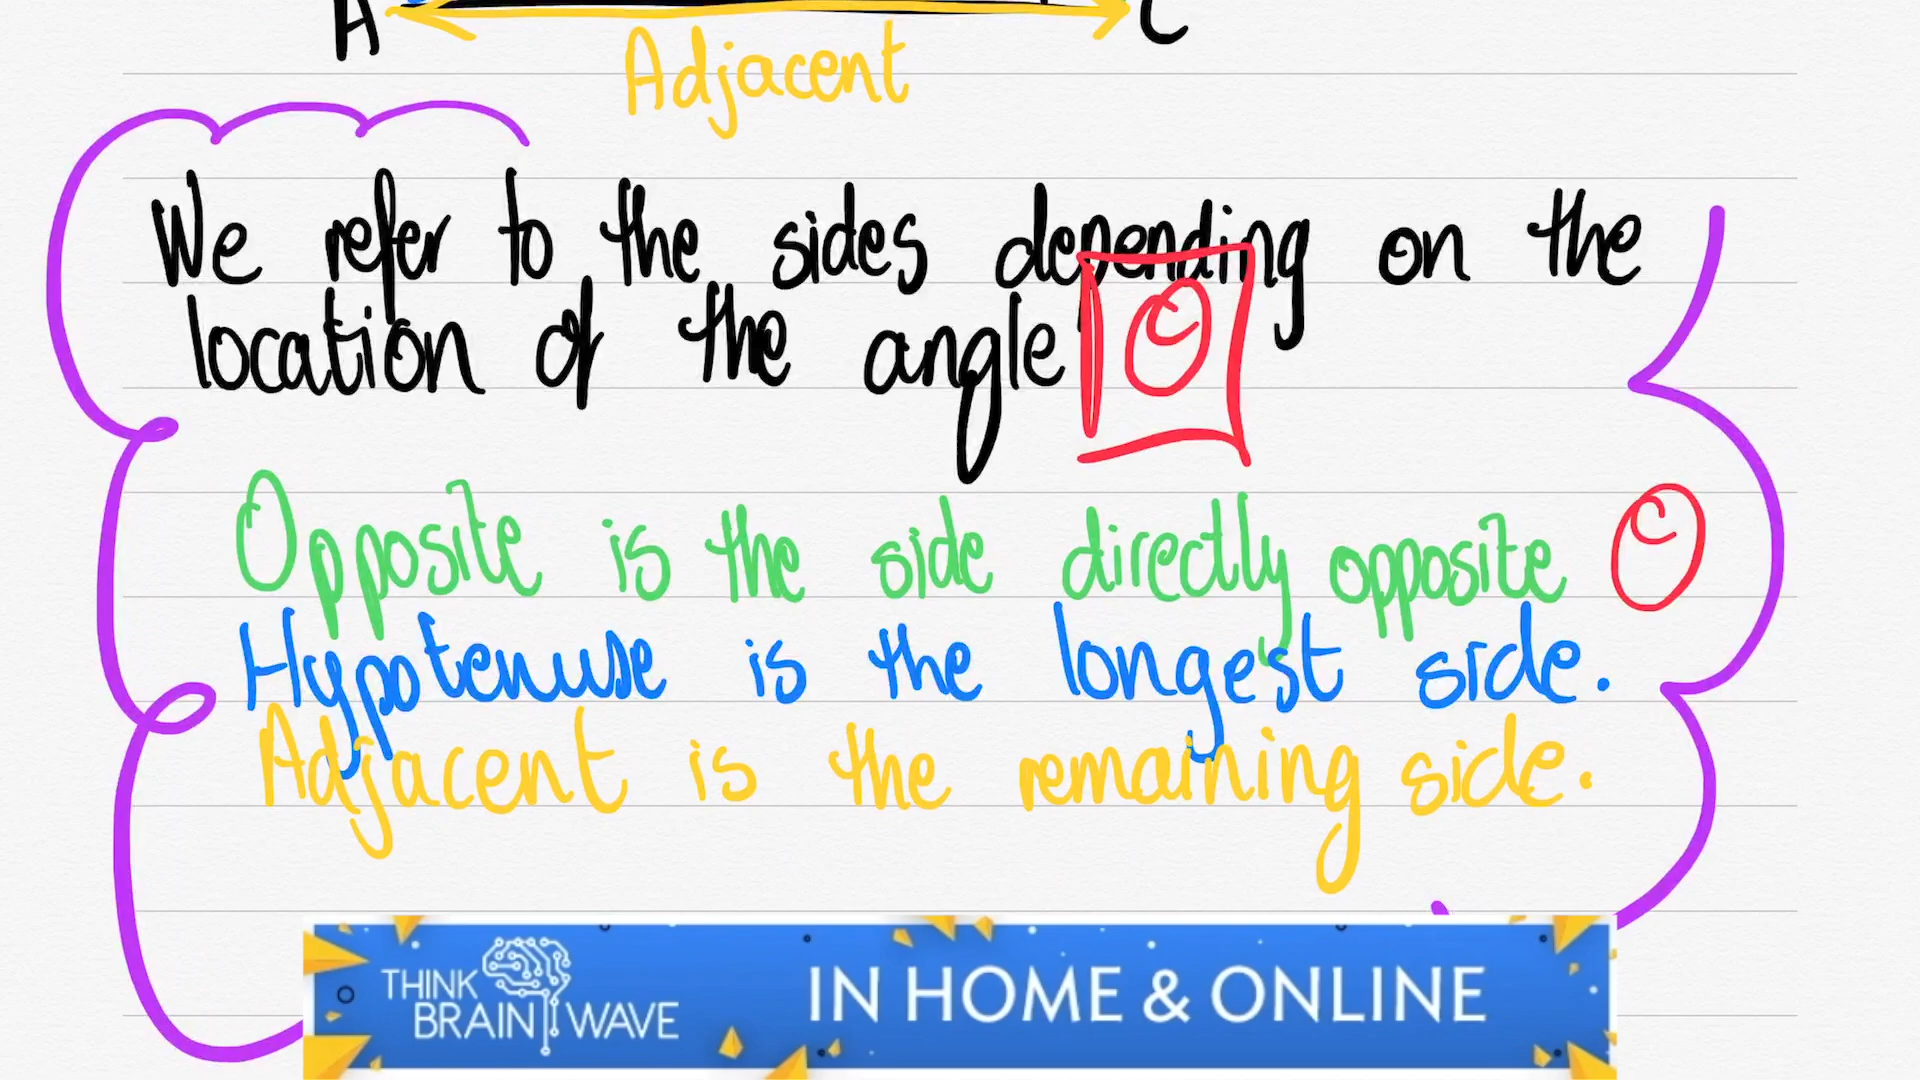 A C
Adjacent
We refer to the sides depending on the
location of the angle
Opposite is the side directly opposite
Hypotenuse is the longest side.
Adjacent is the remaining side.
THINK
BRAIN WAVE
IN HOME & ONLINE